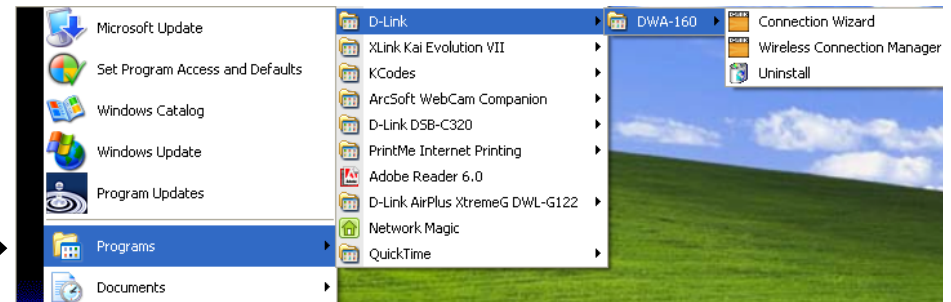 Microsoft Update
Set Program Access and Defaults
Windows Catalog
Windows Update
Program Updates
Programs
Documents
D-Link
XLink Kai Evolution VII
KCodes
ArcSoft WebCam Companion
D-Link DSB-C320
PrintMe Internet Printing
Adobe Reader 6.0
D-Link AirPlus XtremeG DWL-G122
Network Magic
QuickTime
DWA-160
Connection Wizard
Wireless Connection Manager
Uninstall